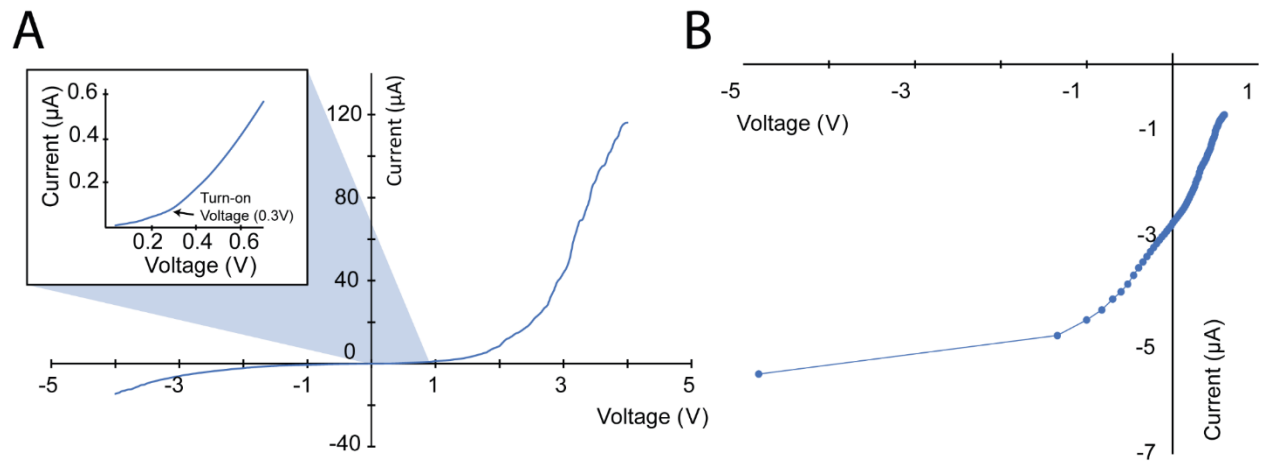 A
B
Current (µA)
0.6
0.4
0.2
Turn-on
Voltage (0.3V)
0.2 0.4 0.6
Voltage (V)
Current (µA)
120
80
40
0
-40
-5 -3 -1 1 3 5
Voltage (V)
-5 -3 -1 1
Voltage (V)
-1
-3
-5
-7
Current (µA)